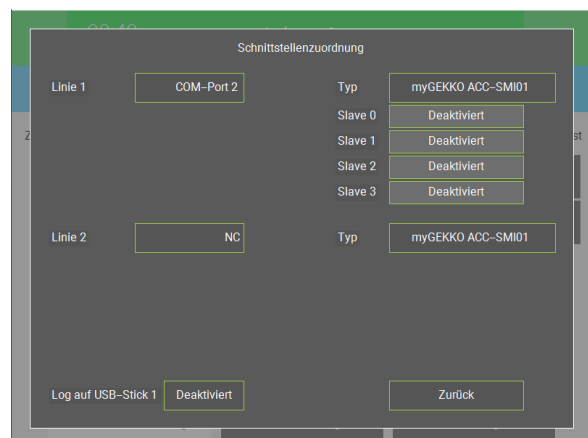 Schnittstellenzuordnung
Linie 1 COM-Port 2 Typ myGEKKO ACC-SMI01
Slave 0 Deaktiviert
Slave 1 Deaktiviert
Slave 2 Deaktiviert
Slave 3 Deaktiviert
Linie 2 NC Typ myGEKKO ACC-SMI01
Log auf USB-Stick 1 Deaktiviert Zurück